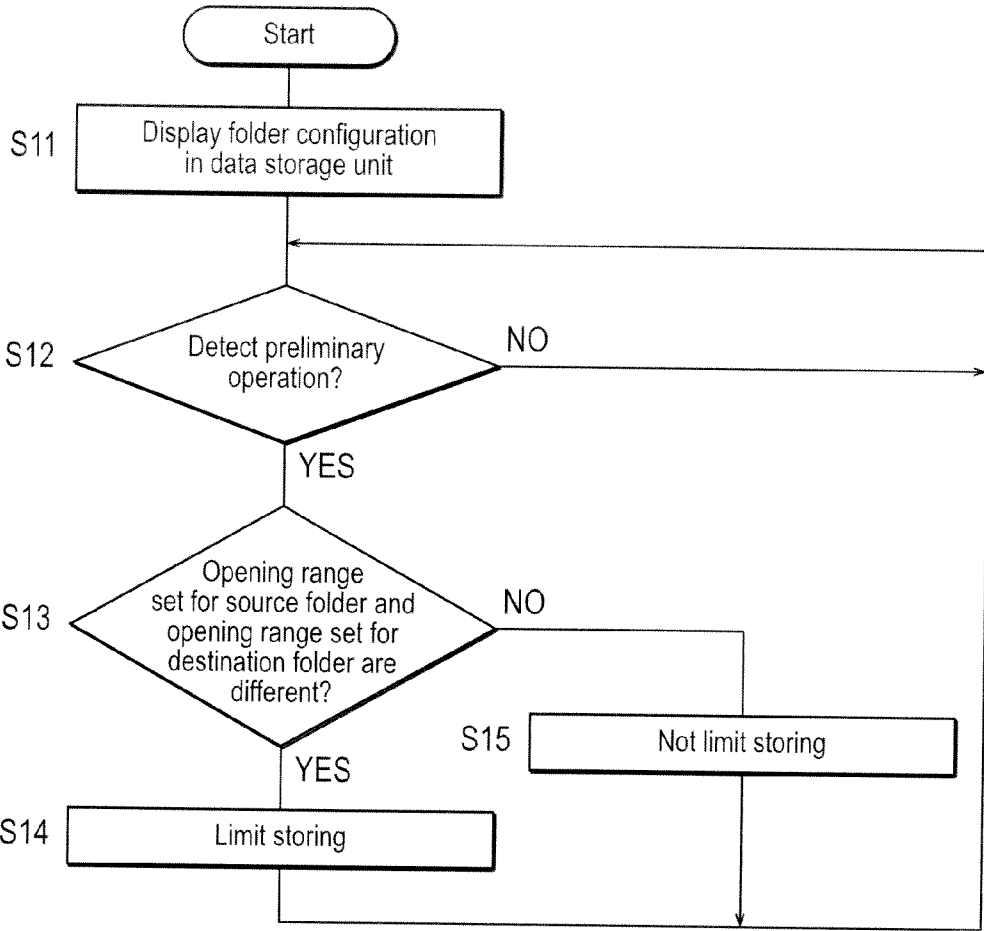 Start
S11
Display folder configuration
in data storage unit
S12
Detect preliminary
operation?
NO
YES
S13
Opening range
set for source folder and
opening range set for
destination folder are
different?
NO
YES
S15
Not limit storing
S14
Limit storing